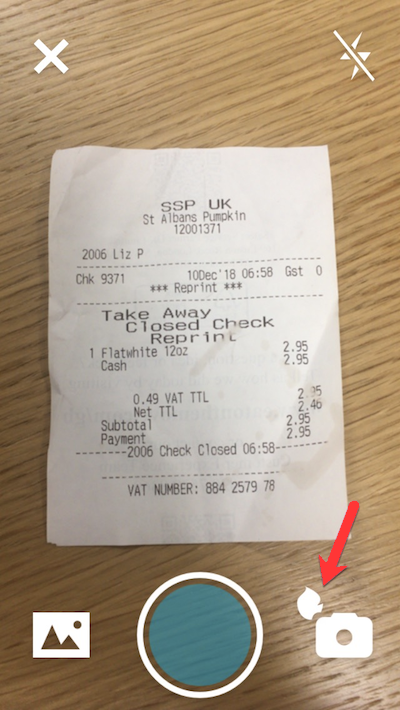 SSP UK
St Albans Pumpkin
12001371
2006 Liz P
Chk 9371 10Dec'18 06:58 Gst 0
*** Reprint ***
Take Away
Closed Check
Reprint
1 Flatwhite 12oz 2.95
Cash 2.95
0.49 VAT TTL 2.95
Net TTL 2.46
Subtotal 2.95
Payment 2.95
--------2006 Check Closed 06:58--------
VAT NUMBER: 884 2579 78